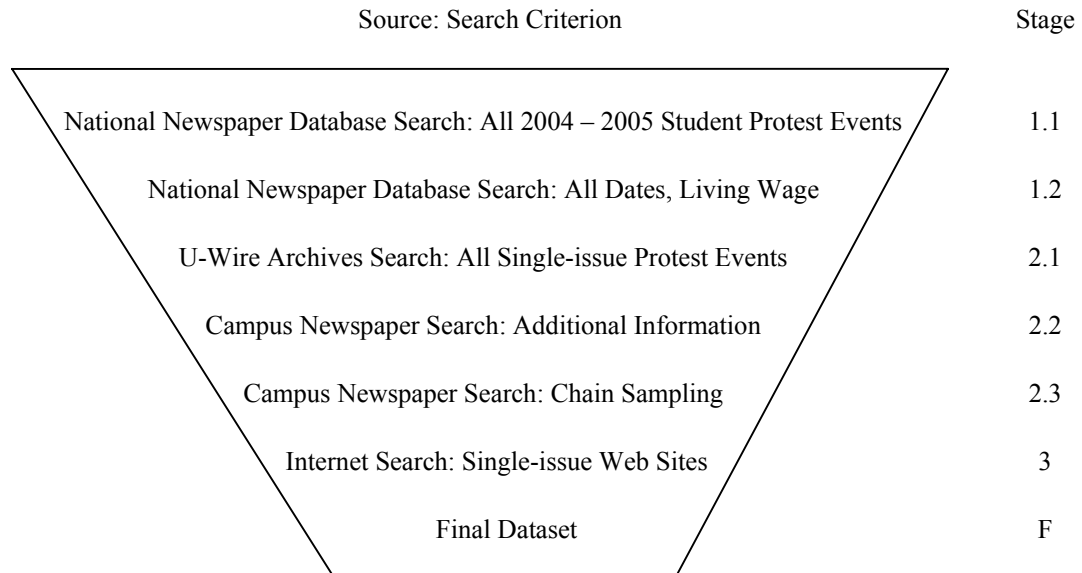 Source: Search Criterion Stage
National Newspaper Database Search: All 2004 – 2005 Student Protest Events 1.1
National Newspaper Database Search: All Dates, Living Wage 1.2
U-Wire Archives Search: All Single-issue Protest Events 2.1
Campus Newspaper Search: Additional Information 2.2
Campus Newspaper Search: Chain Sampling 2.3
Internet Search: Single-issue Web Sites 3
Final Dataset F